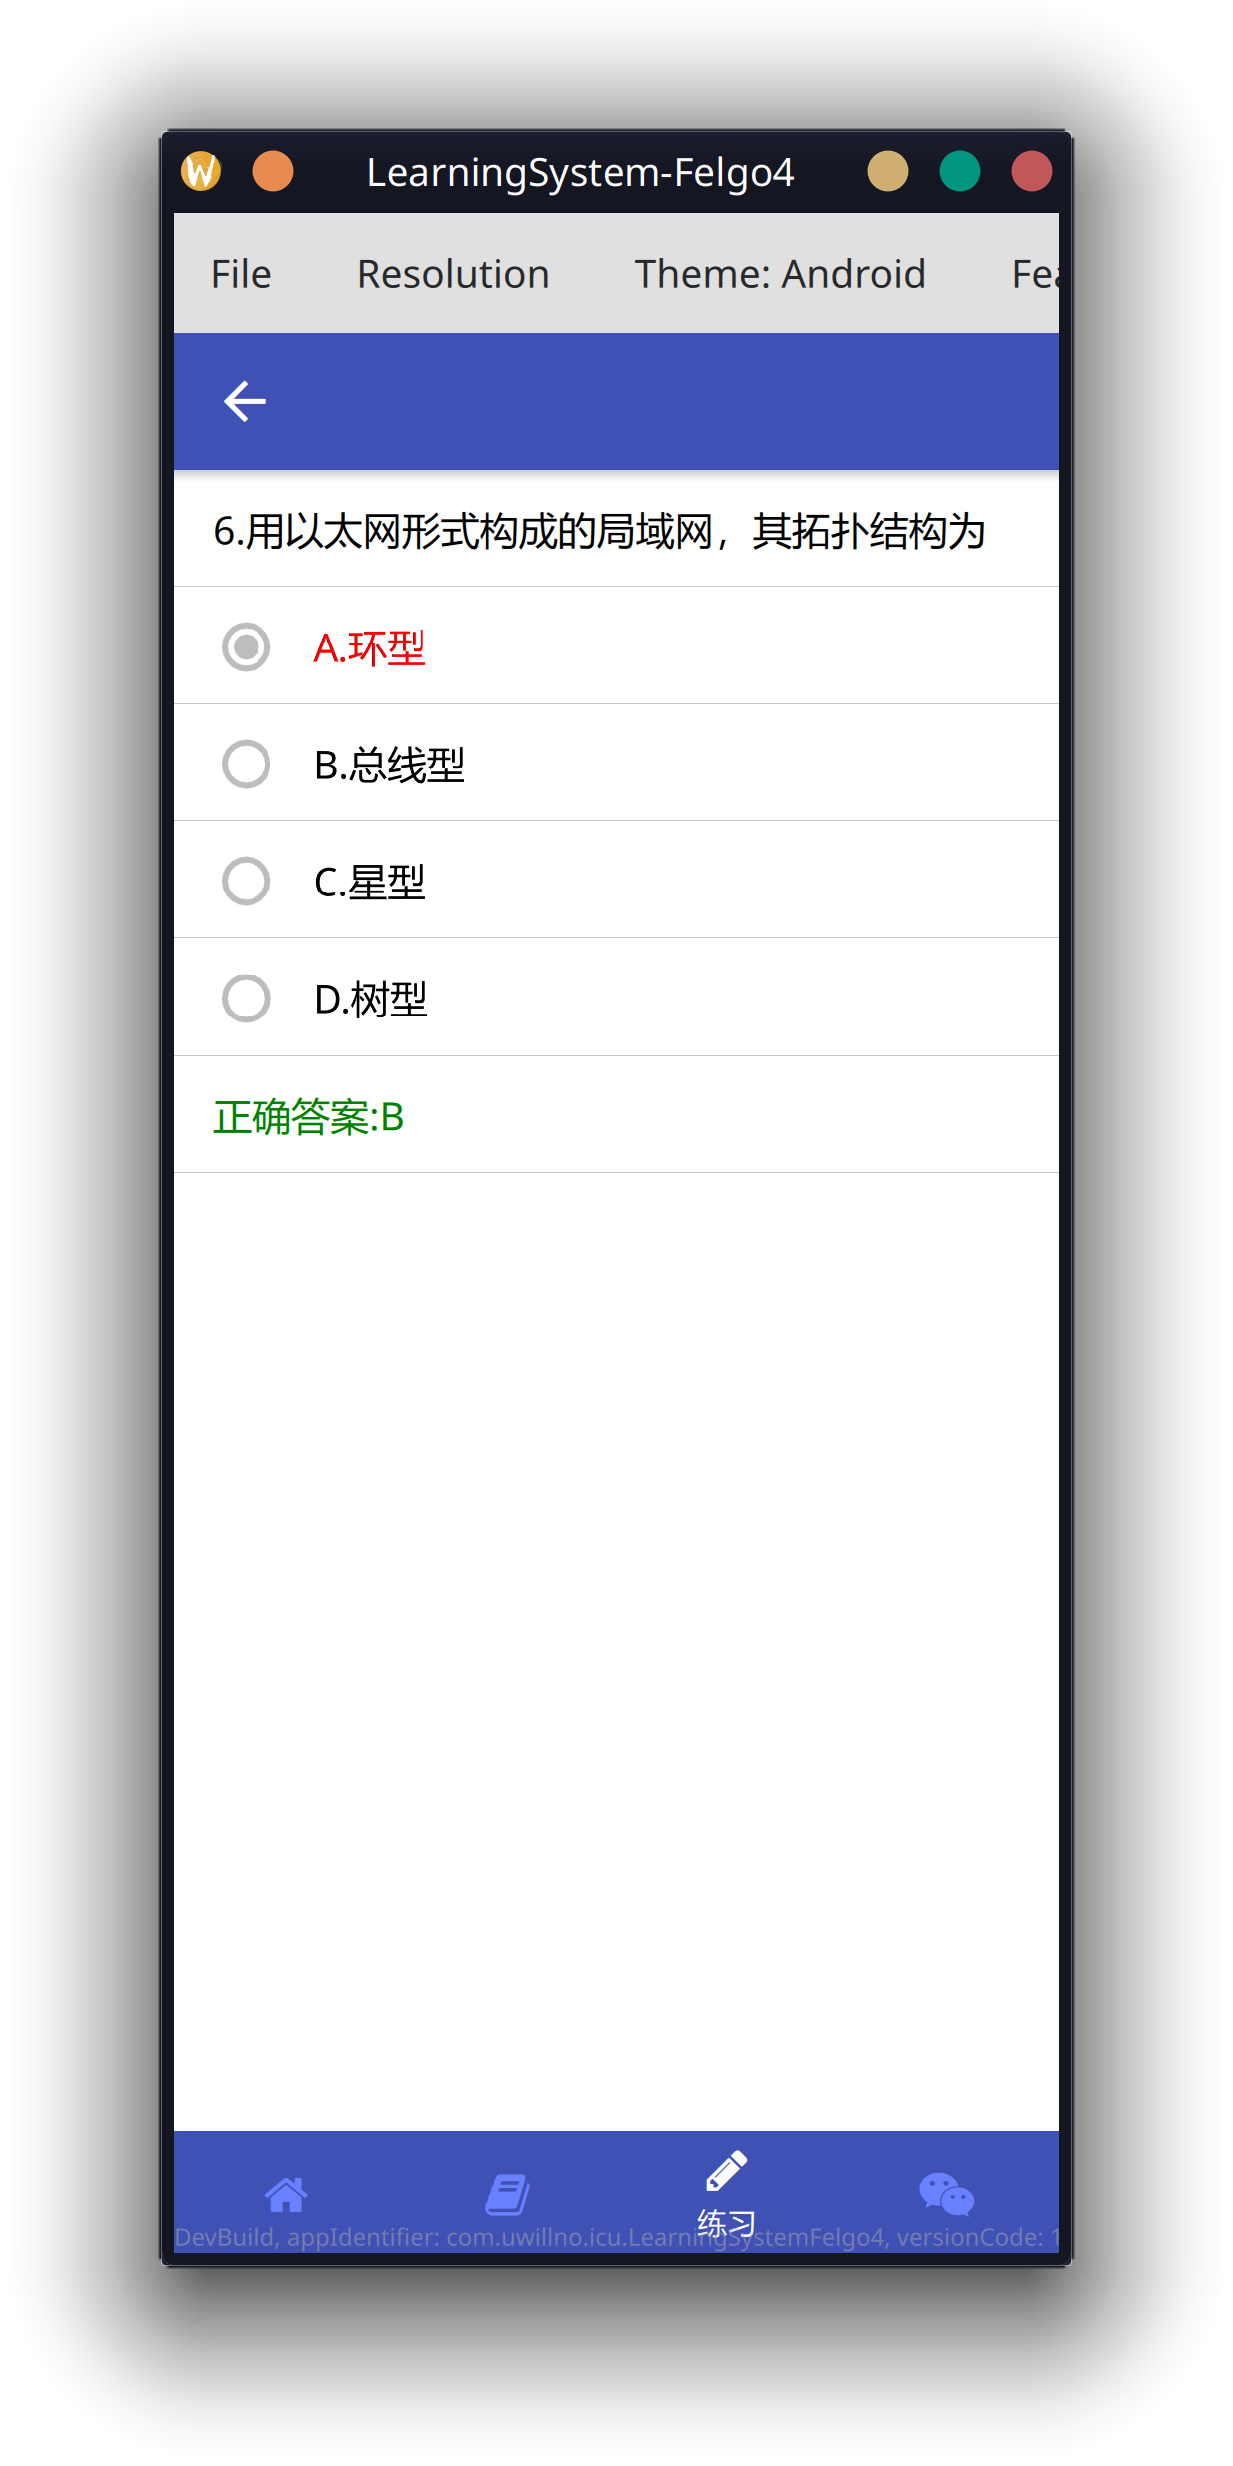 LearningSystem-Felgo4
File Resolution Theme: Android Fea
6.用以太网形式构成的局域网，其拓扑结构为
A.环型
B.总线型
C.星型
D.树型
正确答案:B
练习
DevBuild, appIdentifier: com.uwillno.icu.LearningSystemFelgo4, versionCode: 1